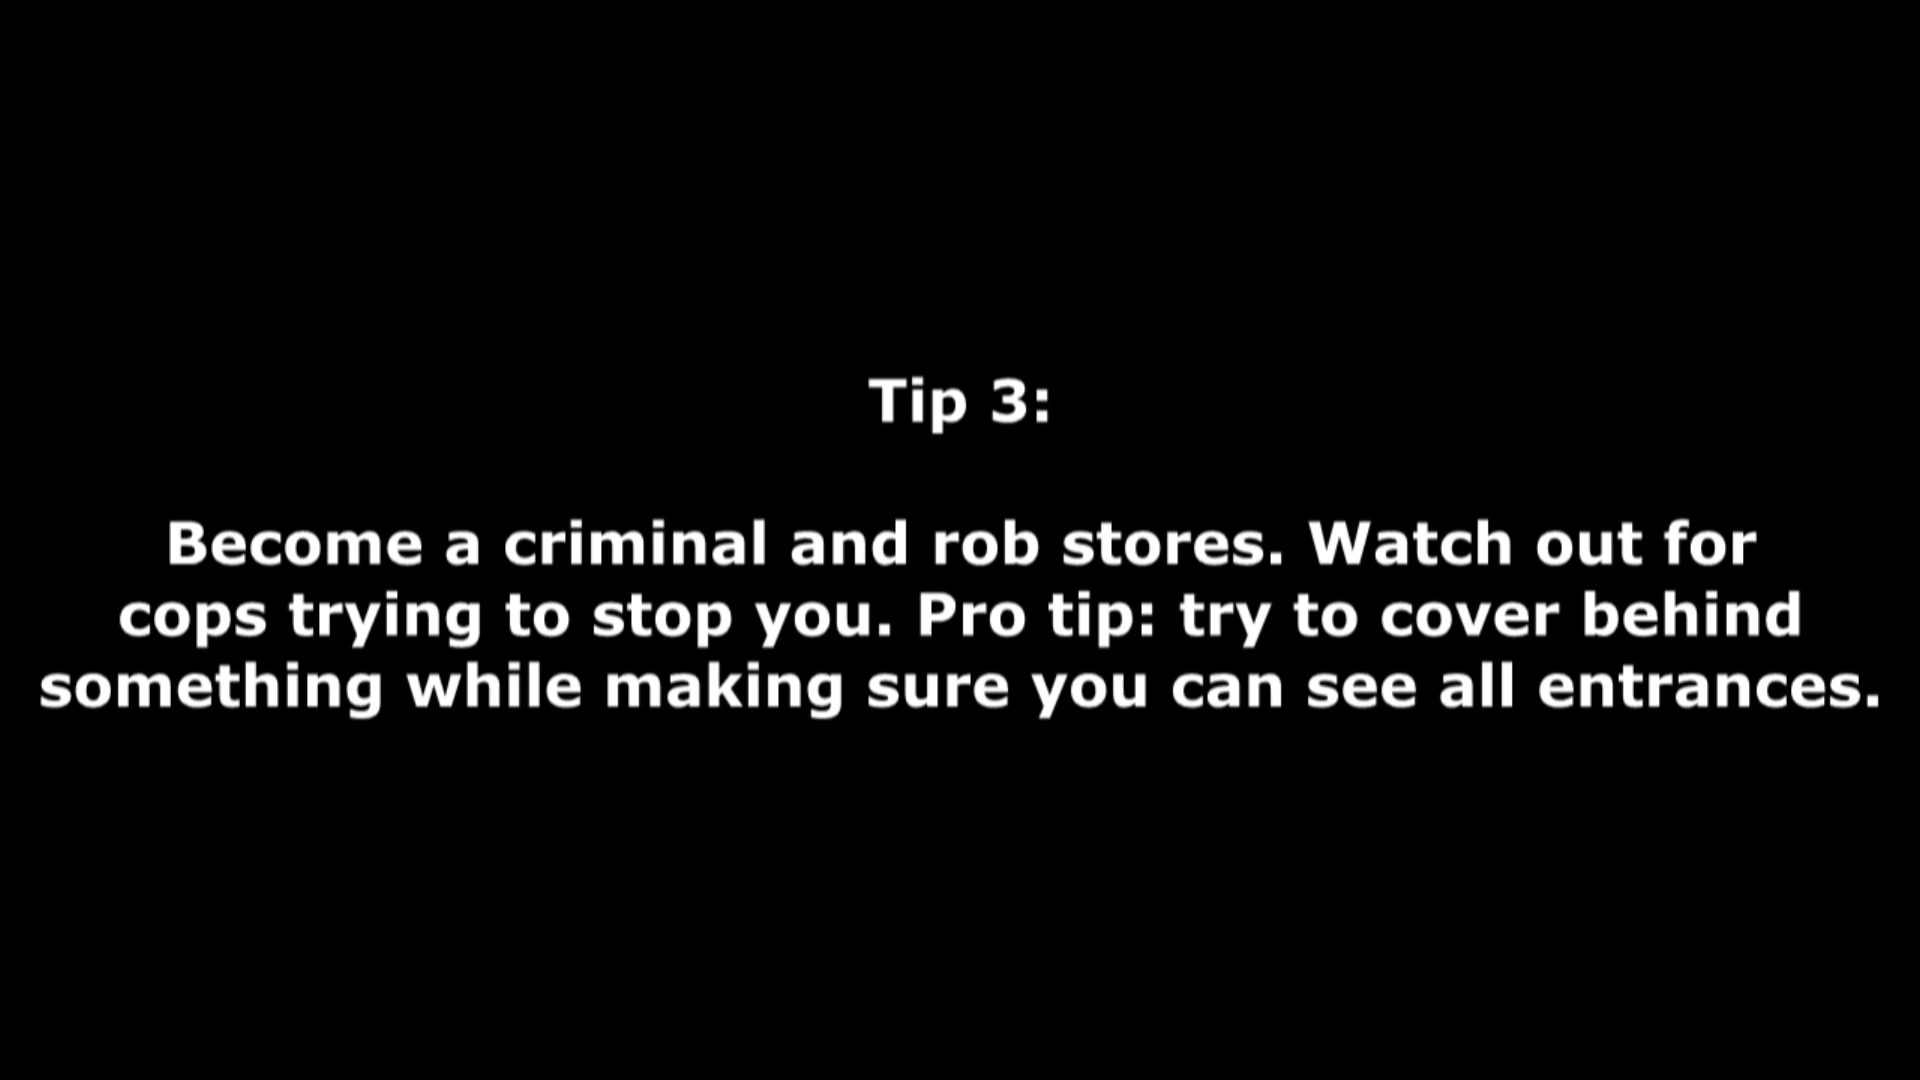 Tip 3:
Become a criminal and rob stores. Watch out for
cops trying to stop you. Pro tip: try to cover behind
something while making sure you can see all entrances.